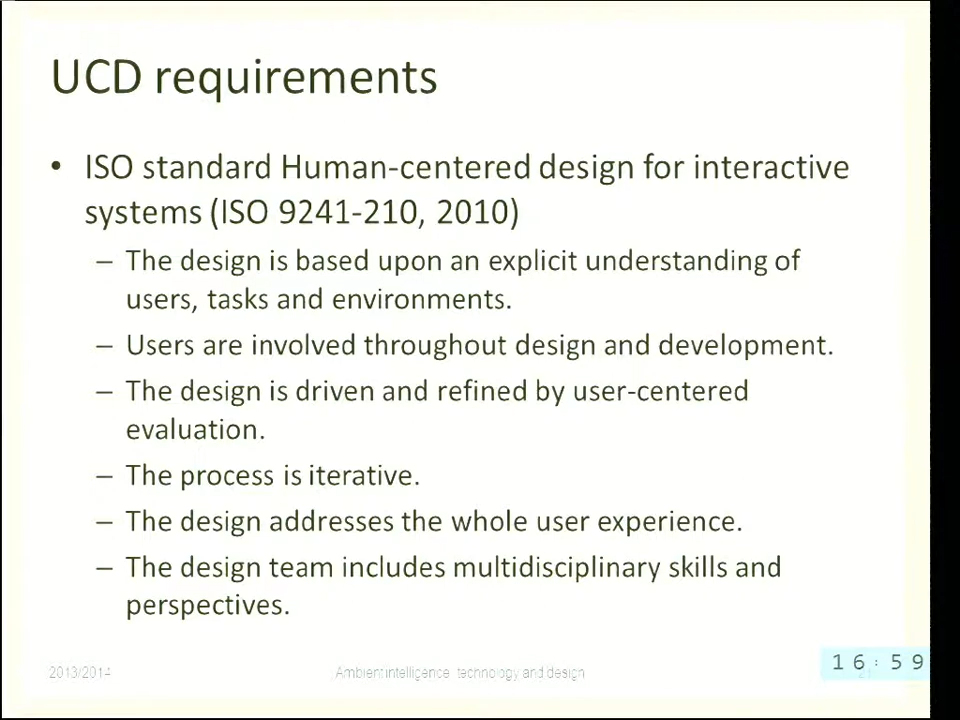 UCD requirements
• ISO standard Human-centered design for interactive
systems (ISO 9241-210, 2010)
– The design is based upon an explicit understanding of
users, tasks and environments.
– Users are involved throughout design and development.
– The design is driven and refined by user-centered
evaluation.
– The process is iterative.
– The design addresses the whole user experience.
– The design team includes multidisciplinary skills and
perspectives.
2013/2014
Ambient intelligence: technology and design
16:59